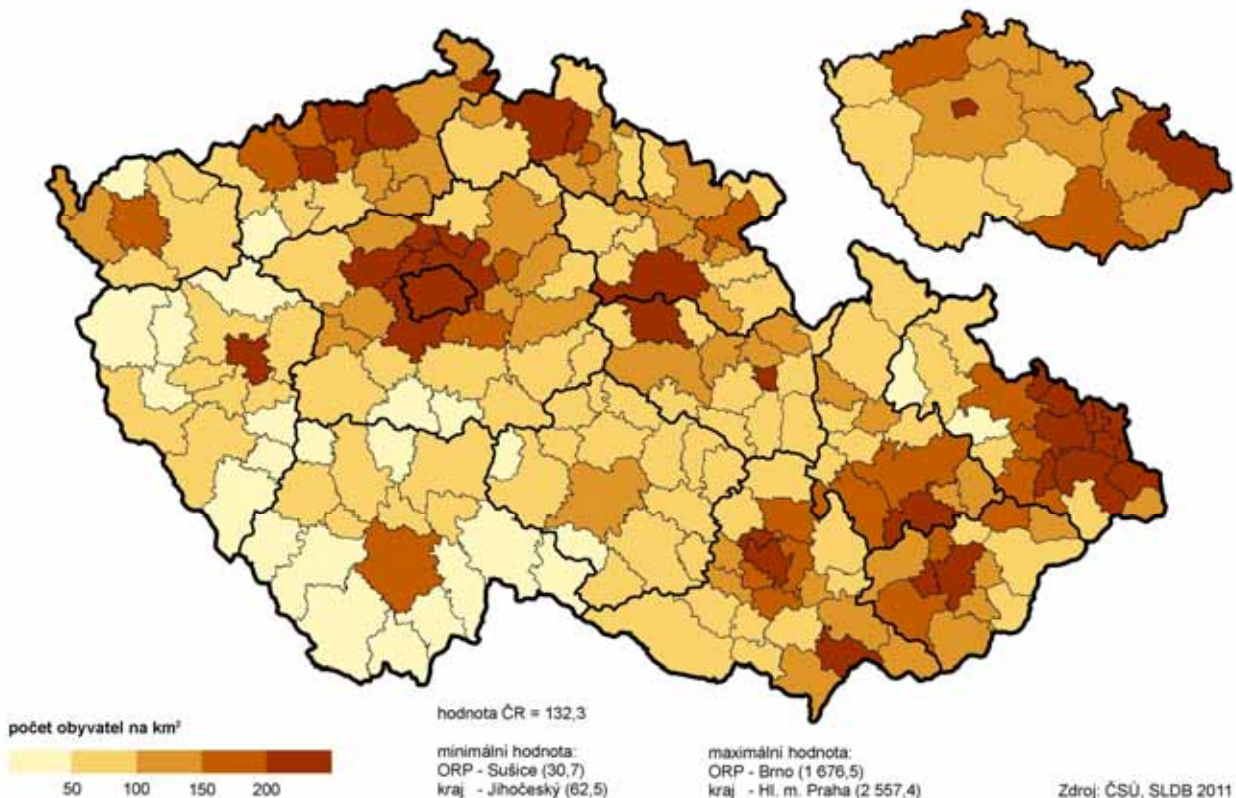 hodnota ČR = 132,3
počet obyvatel na km²
50 100 150 200
minimální hodnota:
ORP - Sušice (30,7)
kraj - Jihočeský (62,5)
maximální hodnota:
ORP - Brno (1 676,5)
kraj - Hl. m. Praha (2 557,4)
Zdroj: ČSÚ, SLDB 2011